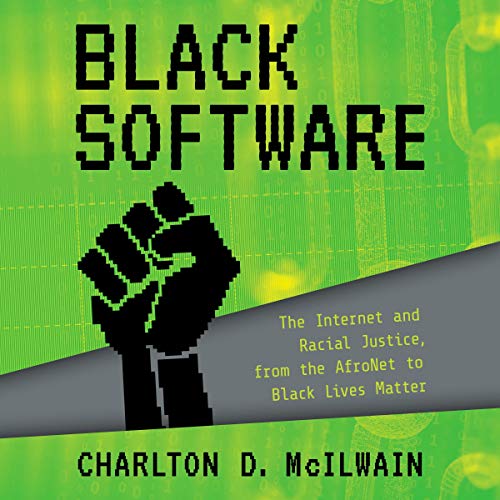 BLACK
SOFTWARE
The Internet and
Racial Justice,
from the AfroNet to
Black Lives Matter
CHARLTON D. McILWAIN